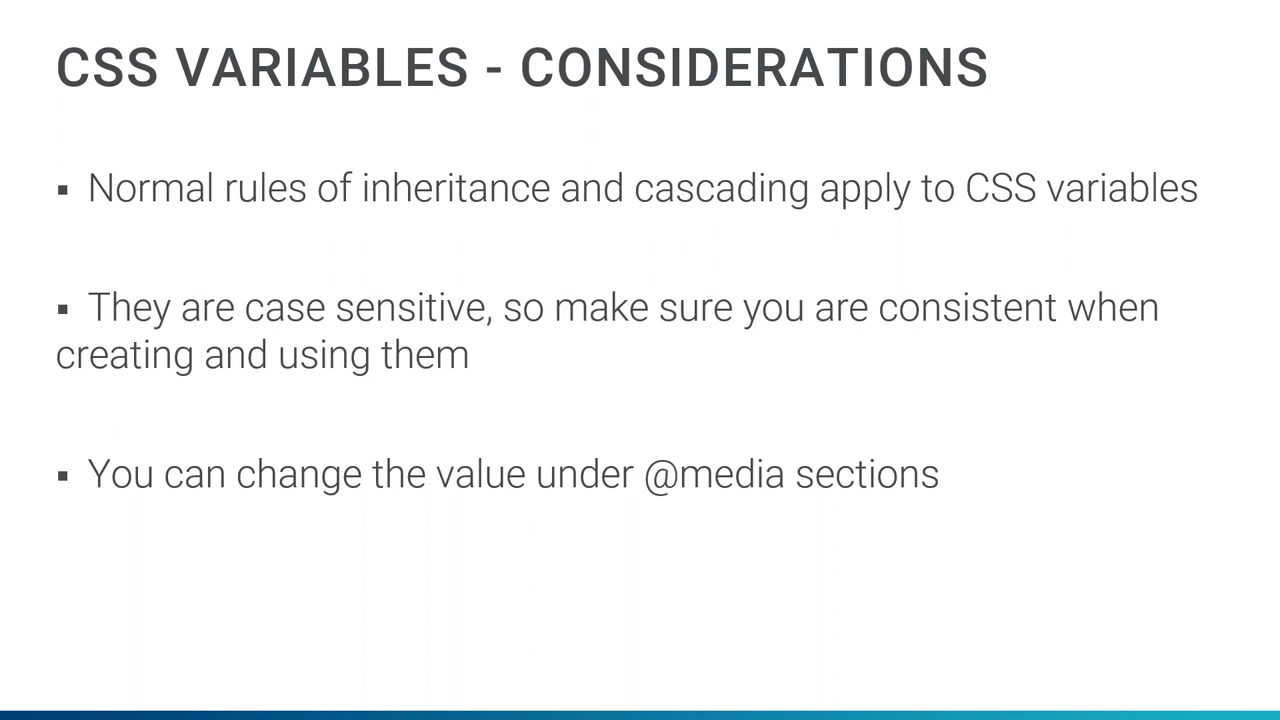 CSS VARIABLES - CONSIDERATIONS
▪ Normal rules of inheritance and cascading apply to CSS variables
▪ They are case sensitive, so make sure you are consistent when
creating and using them
▪ You can change the value under @media sections